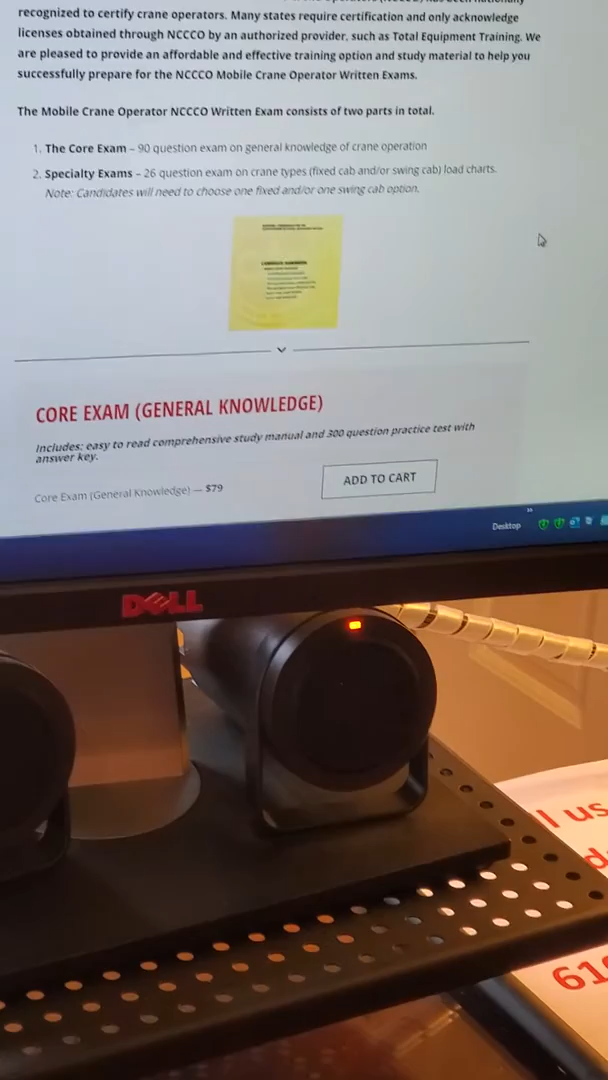 recognized to certify crane operators. Many states require certification and only acknowledge
licenses obtained through NCCCO by an authorized provider, such as Total Equipment Training. We
are pleased to provide an affordable and effective training option and study material to help you
successfully prepare for the NCCCO Mobile Crane Operator Written Exams.
The Mobile Crane Operator NCCCO Written Exam consists of two parts in total.
1. The Core Exam – 90 question exam on general knowledge of crane operation
2. Specialty Exams – 26 question exam on crane types (fixed cab and/or swing cab) load charts.
Note: Candidates will need to choose one fixed and/or one swing cab option.
CORE EXAM (GENERAL KNOWLEDGE)
Includes: easy to read comprehensive study manual and 300 question practice test with
answer key.
Core Exam (General Knowledge) — $79
ADD TO CART
Desktop
DELL
I us
d
610